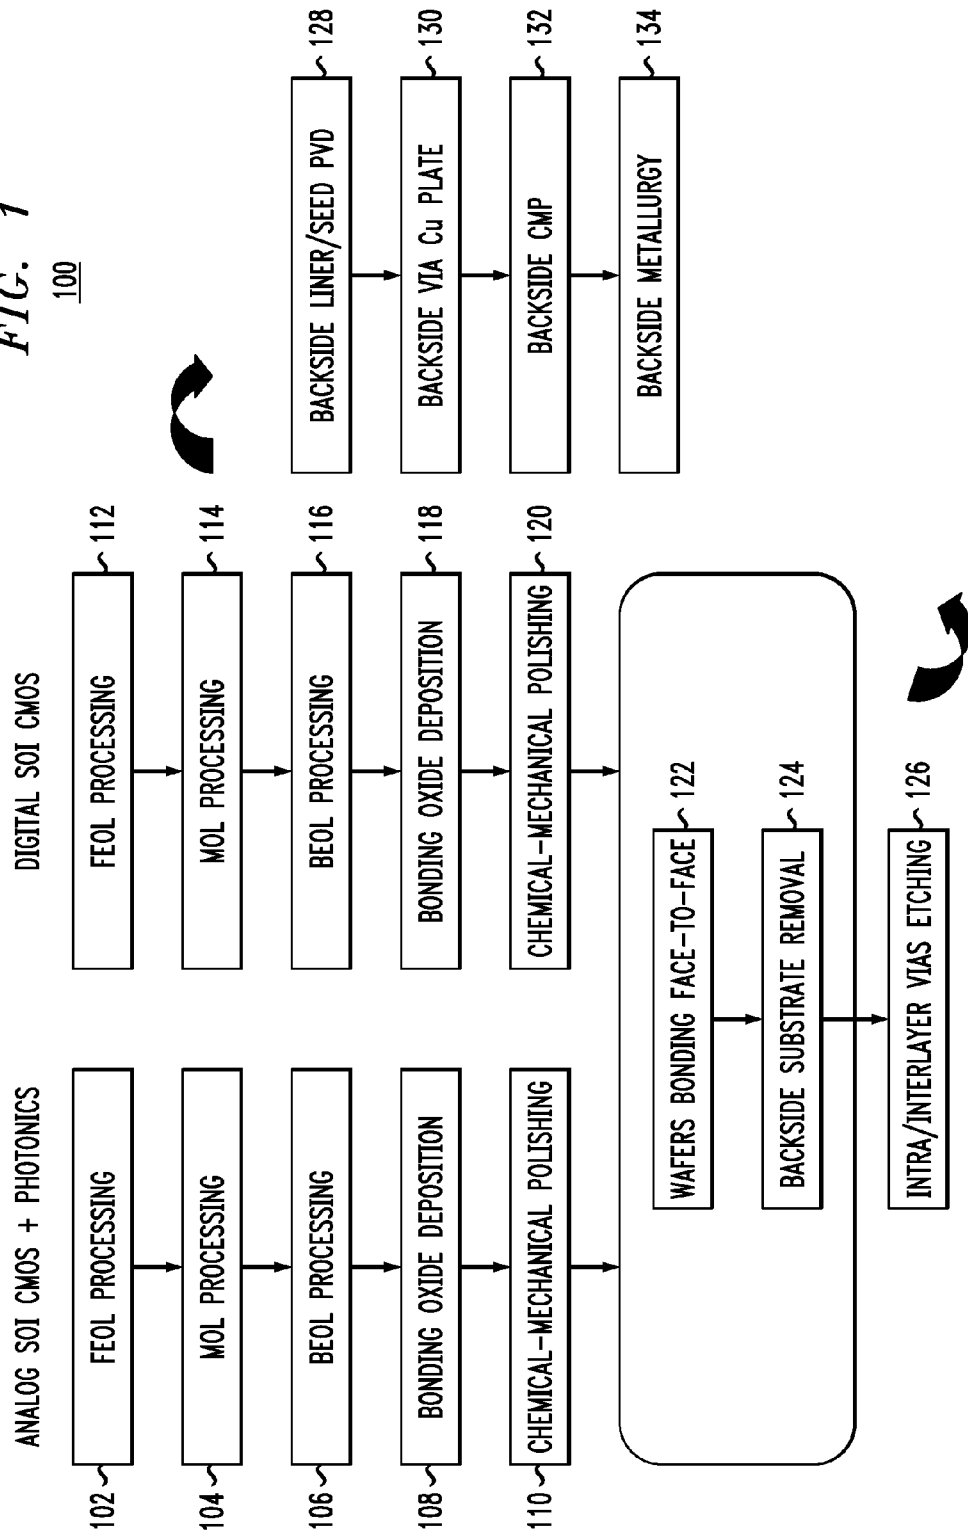 FIG. 1
100
ANALOG SOI CMOS + PHOTONICS
102
FEOL PROCESSING
104
MOL PROCESSING
106
BEOL PROCESSING
108
BONDING OXIDE DEPOSITION
110
CHEMICAL-MECHANICAL POLISHING
DIGITAL SOI CMOS
FEOL PROCESSING
112
MOL PROCESSING
114
BEOL PROCESSING
116
BONDING OXIDE DEPOSITION
118
CHEMICAL-MECHANICAL POLISHING
120
WAFERS BONDING FACE-TO-FACE
122
BACKSIDE SUBSTRATE REMOVAL
124
INTRA/INTERLAYER VIAS ETCHING
126
BACKSIDE LINER/SEED PVD
128
BACKSIDE VIA Cu PLATE
130
BACKSIDE CMP
132
BACKSIDE METALLURGY
134